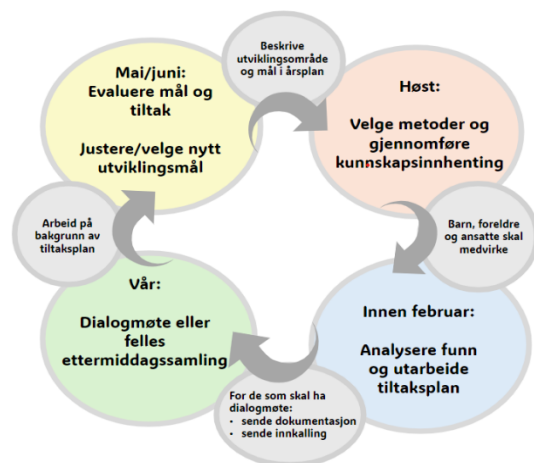 Mai/juni:
Evaluere mål og
tiltak
Justere/velge nytt
utviklingsmål
Beskrive
utviklingsområde
og mål i årsplan
Høst:
Velge metoder og
gjennomføre
kunnskapsinnhenting
Barn, foreldre
og ansatte skal
medvirke
Innen februar:
Analysere funn
og utarbeide
tiltaksplan
For de som skal ha
dialogmøte:
• sende dokumentasjon
• sende innkalling
Vår:
Dialogmøte eller
felles
ettermiddagssamling
Arbeid på
bakgrunn av
tiltaksplan